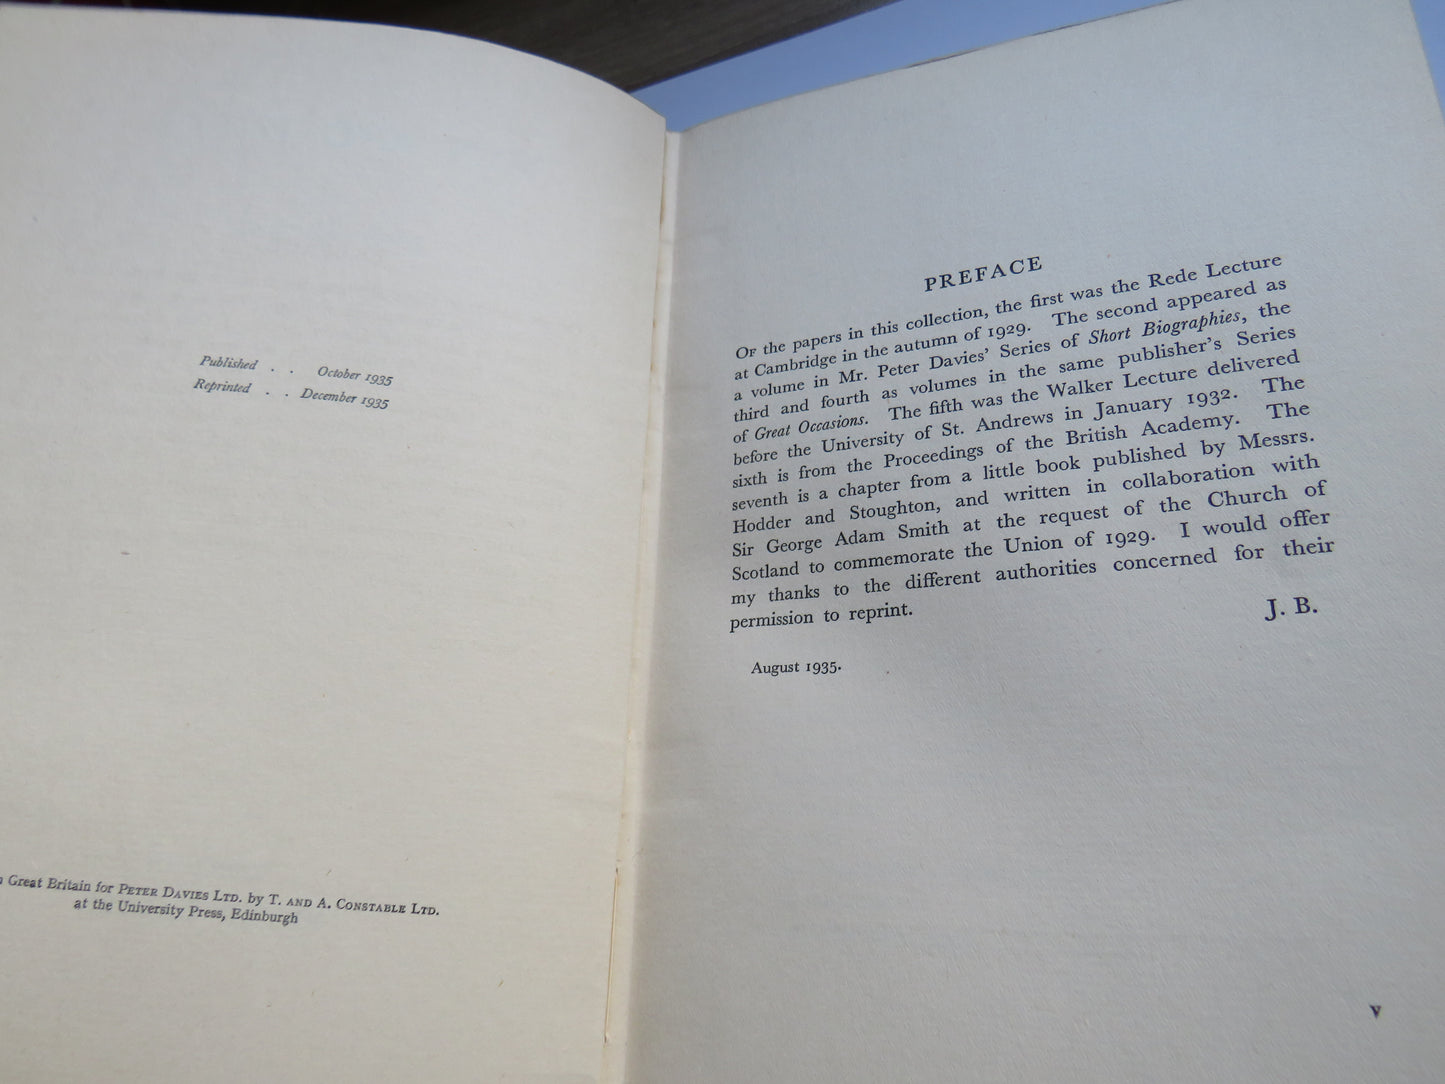 Published . . October 1935
Reprinted . . December 1935
Great Britain for PETER DAVIES LTD. by T. AND A. CONSTABLE LTD.
at the University Press, Edinburgh
PREFACE
OF the papers in this collection, the first was the Rede Lecture
at Cambridge in the autumn of 1929. The second appeared as
a volume in Mr. Peter Davies' Series of Short Biographies, the
third and fourth as volumes in the same publisher's Series
of Great Occasions. The fifth was the Walker Lecture delivered
before the University of St. Andrews in January 1932. The
sixth is from the Proceedings of the British Academy. The
seventh is a chapter from a little book published by Messrs.
Hodder and Stoughton, and written in collaboration with
Sir George Adam Smith at the request of the Church of
Scotland to commemorate the Union of 1929. I would offer
my thanks to the different authorities concerned for their
permission to reprint.
J. B.
August 1935.
v